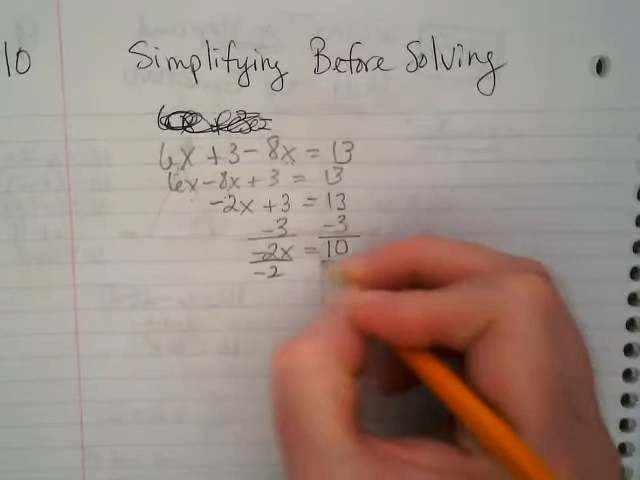 10 Simplifying Before Solving
6x + 3 - 8x = 13
6x - 8x + 3 = 13
-2x + 3 = 13
-3 -3
-2x = 10
-2